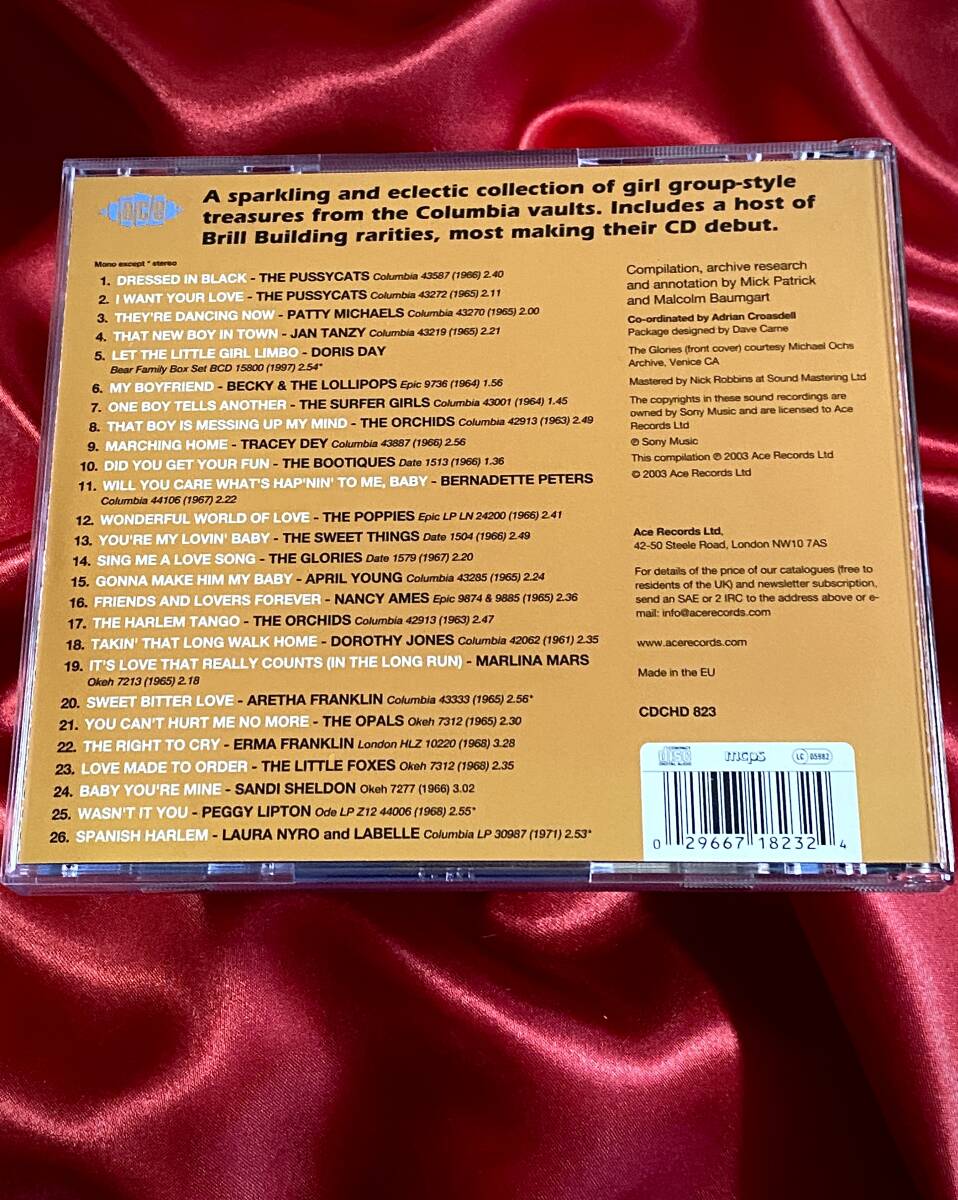 ACE
A sparkling and eclectic collection of girl group-style
treasures from the Columbia vaults. Includes a host of
Brill Building rarities, most making their CD debut.
Mono except * stereo
1. DRESSED IN BLACK - THE PUSSYCATS Columbia 43587 (1966) 2.40
2. I WANT YOUR LOVE - THE PUSSYCATS Columbia 43272 (1965) 2.11
3. THEY'RE DANCING NOW - PATTY MICHAELS Columbia 43270 (1965) 2.00
4. THAT NEW BOY IN TOWN - JAN TANZY Columbia 43219 (1965) 2.21
5. LET THE LITTLE GIRL LIMBO - DORIS DAY
Bear Family Box Set BCD 15800 (1997) 2.54*
6. MY BOYFRIEND - BECKY & THE LOLLIPOPS Epic 9736 (1964) 1.56
7. ONE BOY TELLS ANOTHER - THE SURFER GIRLS Columbia 43001 (1964) 1.45
8. THAT BOY IS MESSING UP MY MIND - THE ORCHIDS Columbia 42913 (1963) 2.49
9. MARCHING HOME - TRACEY DEY Columbia 43887 (1966) 2.56
10. DID YOU GET YOUR FUN - THE BOOTIQUES Date 1513 (1966) 1.36
11. WILL YOU CARE WHAT'S HAP'NIN' TO ME, BABY - BERNADETTE PETERS
Columbia 44106 (1967) 2.22
12. WONDERFUL WORLD OF LOVE - THE POPPIES Epic LP LN 24200 (1966) 2.41
13. YOU'RE MY LOVIN' BABY - THE SWEET THINGS Date 1504 (1966) 2.49
14. SING ME A LOVE SONG - THE GLORIES Date 1579 (1967) 2.20
15. GONNA MAKE HIM MY BABY - APRIL YOUNG Columbia 43285 (1965) 2.24
16. FRIENDS AND LOVERS FOREVER - NANCY AMES Epic 9874 & 9885 (1965) 2.36
17. THE HARLEM TANGO - THE ORCHIDS Columbia 42913 (1963) 2.47
18. TAKIN' THAT LONG WALK HOME - DOROTHY JONES Columbia 42062 (1961) 2.35
19. IT'S LOVE THAT REALLY COUNTS (IN THE LONG RUN) - MARLINA MARS
Okeh 7213 (1965) 2.18
20. SWEET BITTER LOVE - ARETHA FRANKLIN Columbia 43333 (1965) 2.56*
21. YOU CAN'T HURT ME NO MORE - THE OPALS Okeh 7312 (1965) 2.30
22. THE RIGHT TO CRY - ERMA FRANKLIN London HLZ 10220 (1968) 3.28
23. LOVE MADE TO ORDER - THE LITTLE FOXES Okeh 7312 (1968) 2.35
24. BABY YOU'RE MINE - SANDI SHELDON Okeh 7277 (1966) 3.02
25. WASN'T IT YOU - PEGGY LIPTON Ode LP Z12 44006 (1968) 2.55*
26. SPANISH HARLEM - LAURA NYRO and LABELLE Columbia LP 30987 (1971) 2.53*
Compilation, archive research
and annotation by Mick Patrick
and Malcolm Baumgart
Co-ordinated by Adrian Croasdell
Package designed by Dave Carne
The Glories (front cover) courtesy Michael Ochs
Archive, Venice CA
Mastered by Nick Robbins at Sound Mastering Ltd
The copyrights in these sound recordings are
owned by Sony Music and are licensed to Ace
Records Ltd
℗ Sony Music
This compilation ℗ 2003 Ace Records Ltd
© 2003 Ace Records Ltd
Ace Records Ltd,
42-50 Steele Road, London NW10 7AS
For details of the price of our catalogues (free to
residents of the UK) and newsletter subscription,
send an SAE or 2 IRC to the address above or e-
mail: info@acerecords.com
www.acerecords.com
Made in the EU
CDCHD 823
COMPACT disc DIGITAL AUDIO mcps LC 05982
0 29667 18232 4